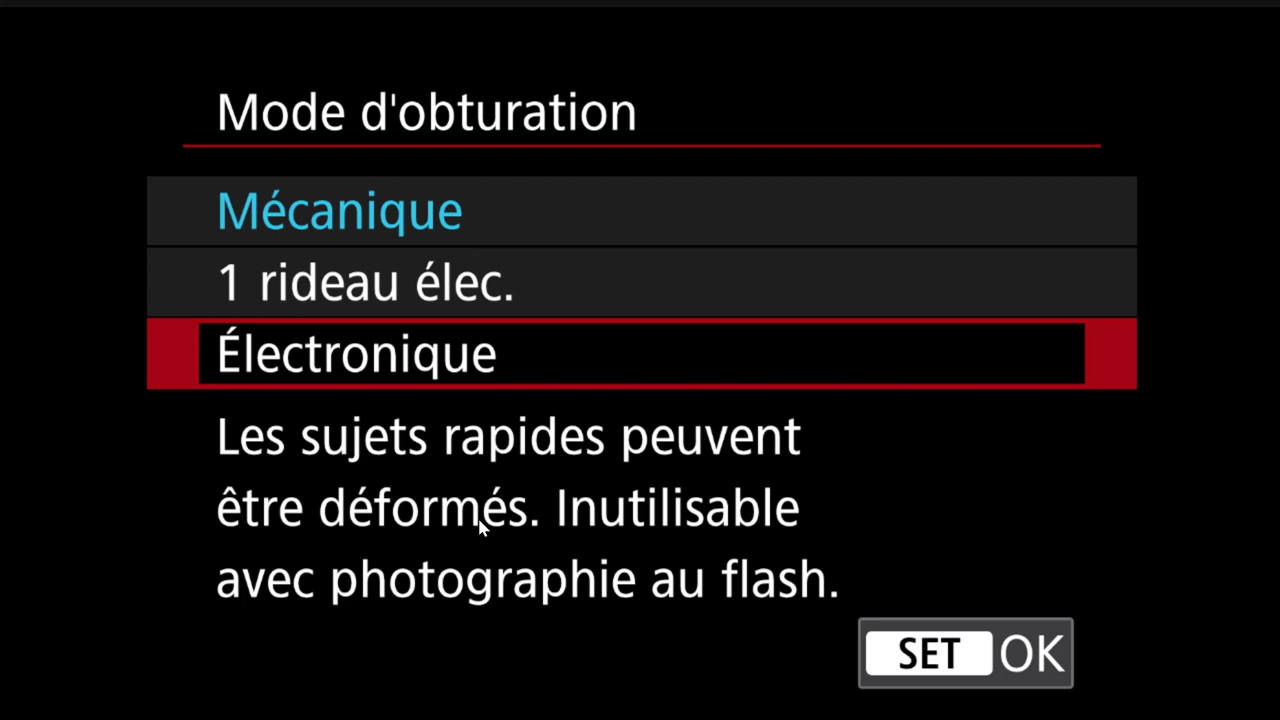 Mode d'obturation
Mécanique
1 rideau élec.
Électronique
Les sujets rapides peuvent
être déformés. Inutilisable
avec photographie au flash.
SET OK